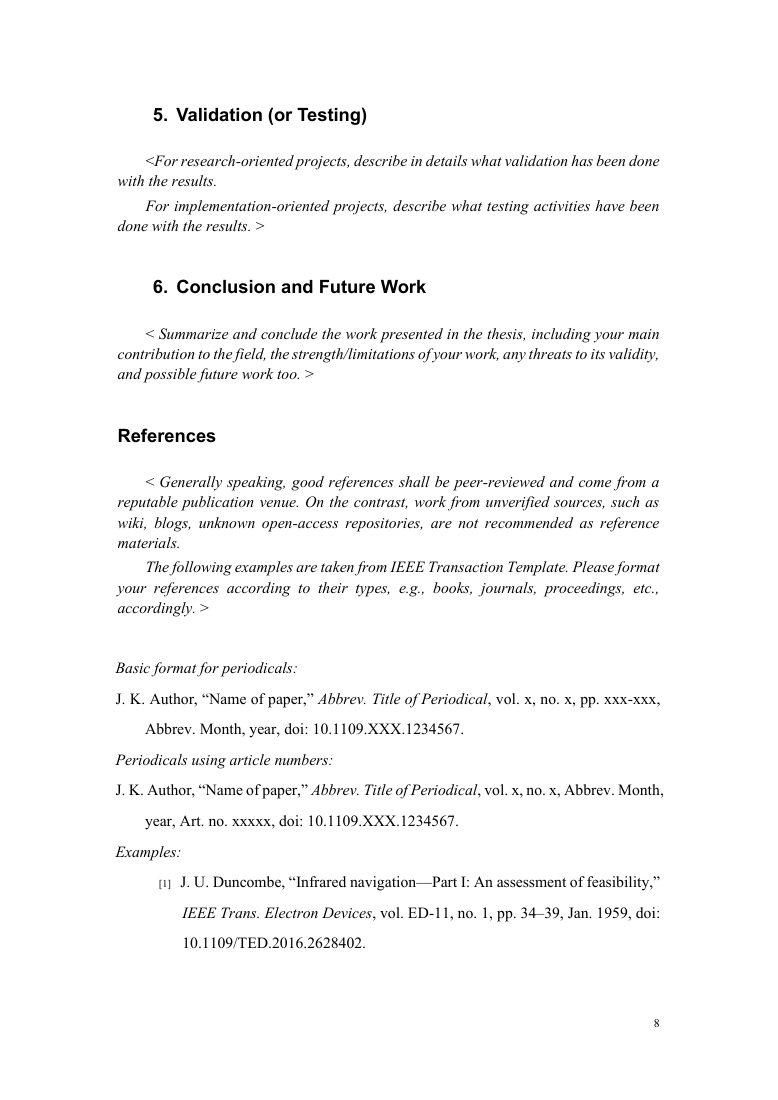 5. Validation (or Testing)
<For research-oriented projects, describe in details what validation has been done
with the results.
For implementation-oriented projects, describe what testing activities have been
done with the results. >
6. Conclusion and Future Work
< Summarize and conclude the work presented in the thesis, including your main
contribution to the field, the strength/limitations of your work, any threats to its validity,
and possible future work too. >
References
< Generally speaking, good references shall be peer-reviewed and come from a
reputable publication venue. On the contrast, work from unverified sources, such as
wiki, blogs, unknown open-access repositories, are not recommended as reference
materials.
The following examples are taken from IEEE Transaction Template. Please format
your references according to their types, e.g., books, journals, proceedings, etc.,
accordingly. >
Basic format for periodicals:
J. K. Author, “Name of paper,” Abbrev. Title of Periodical, vol. x, no. x, pp. xxx-xxx,
Abbrev. Month, year, doi: 10.1109.XXX.1234567.
Periodicals using article numbers:
J. K. Author, “Name of paper,” Abbrev. Title of Periodical, vol. x, no. x, Abbrev. Month,
year, Art. no. xxxxx, doi: 10.1109.XXX.1234567.
Examples:
[1] J. U. Duncombe, “Infrared navigation—Part I: An assessment of feasibility,”
IEEE Trans. Electron Devices, vol. ED-11, no. 1, pp. 34–39, Jan. 1959, doi:
10.1109/TED.2016.2628402.
8